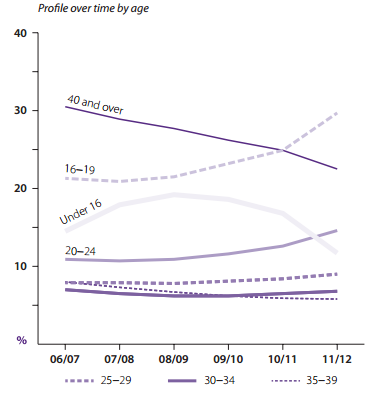 Profile over time by age
40
40 and over
30
16–19
20
Under 16
20–24
10
%
06/07 07/08 08/09 09/10 10/11 11/12
25–29 30–34 35–39